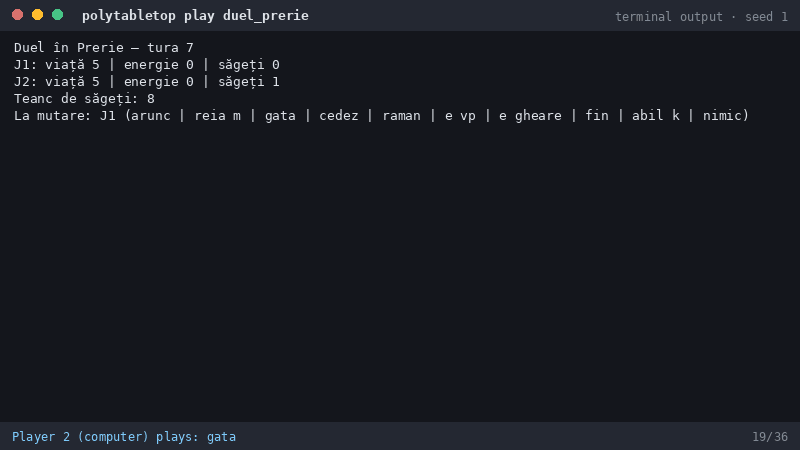 polytabletop play duel_prerie
terminal output · seed 1
Duel în Prerie — tura 7
J1: viață 5 | energie 0 | săgeți 0
J2: viață 5 | energie 0 | săgeți 1
Teanc de săgeți: 8
La mutare: J1 (arunc | reia m | gata | cedez | raman | e vp | e gheare | fin | abil k | nimic)
Player 2 (computer) plays: gata
19/36